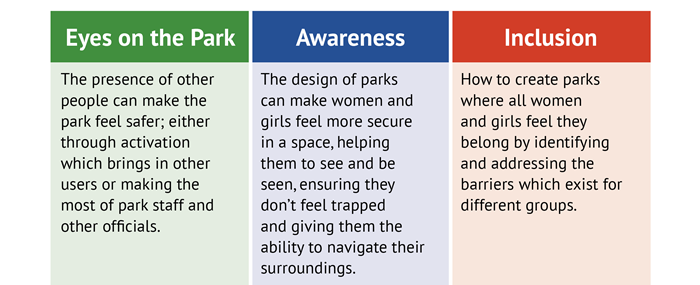 Eyes on the Park
The presence of other
people can make the
park feel safer; either
through activation
which brings in other
users or making the
most of park staff and
other officials.
Awareness
The design of parks
can make women and
girls feel more secure
in a space, helping
them to see and be
seen, ensuring they
don’t feel trapped
and giving them the
ability to navigate their
surroundings.
Inclusion
How to create parks
where all women
and girls feel they
belong by identifying
and addressing the
barriers which exist for
different groups.